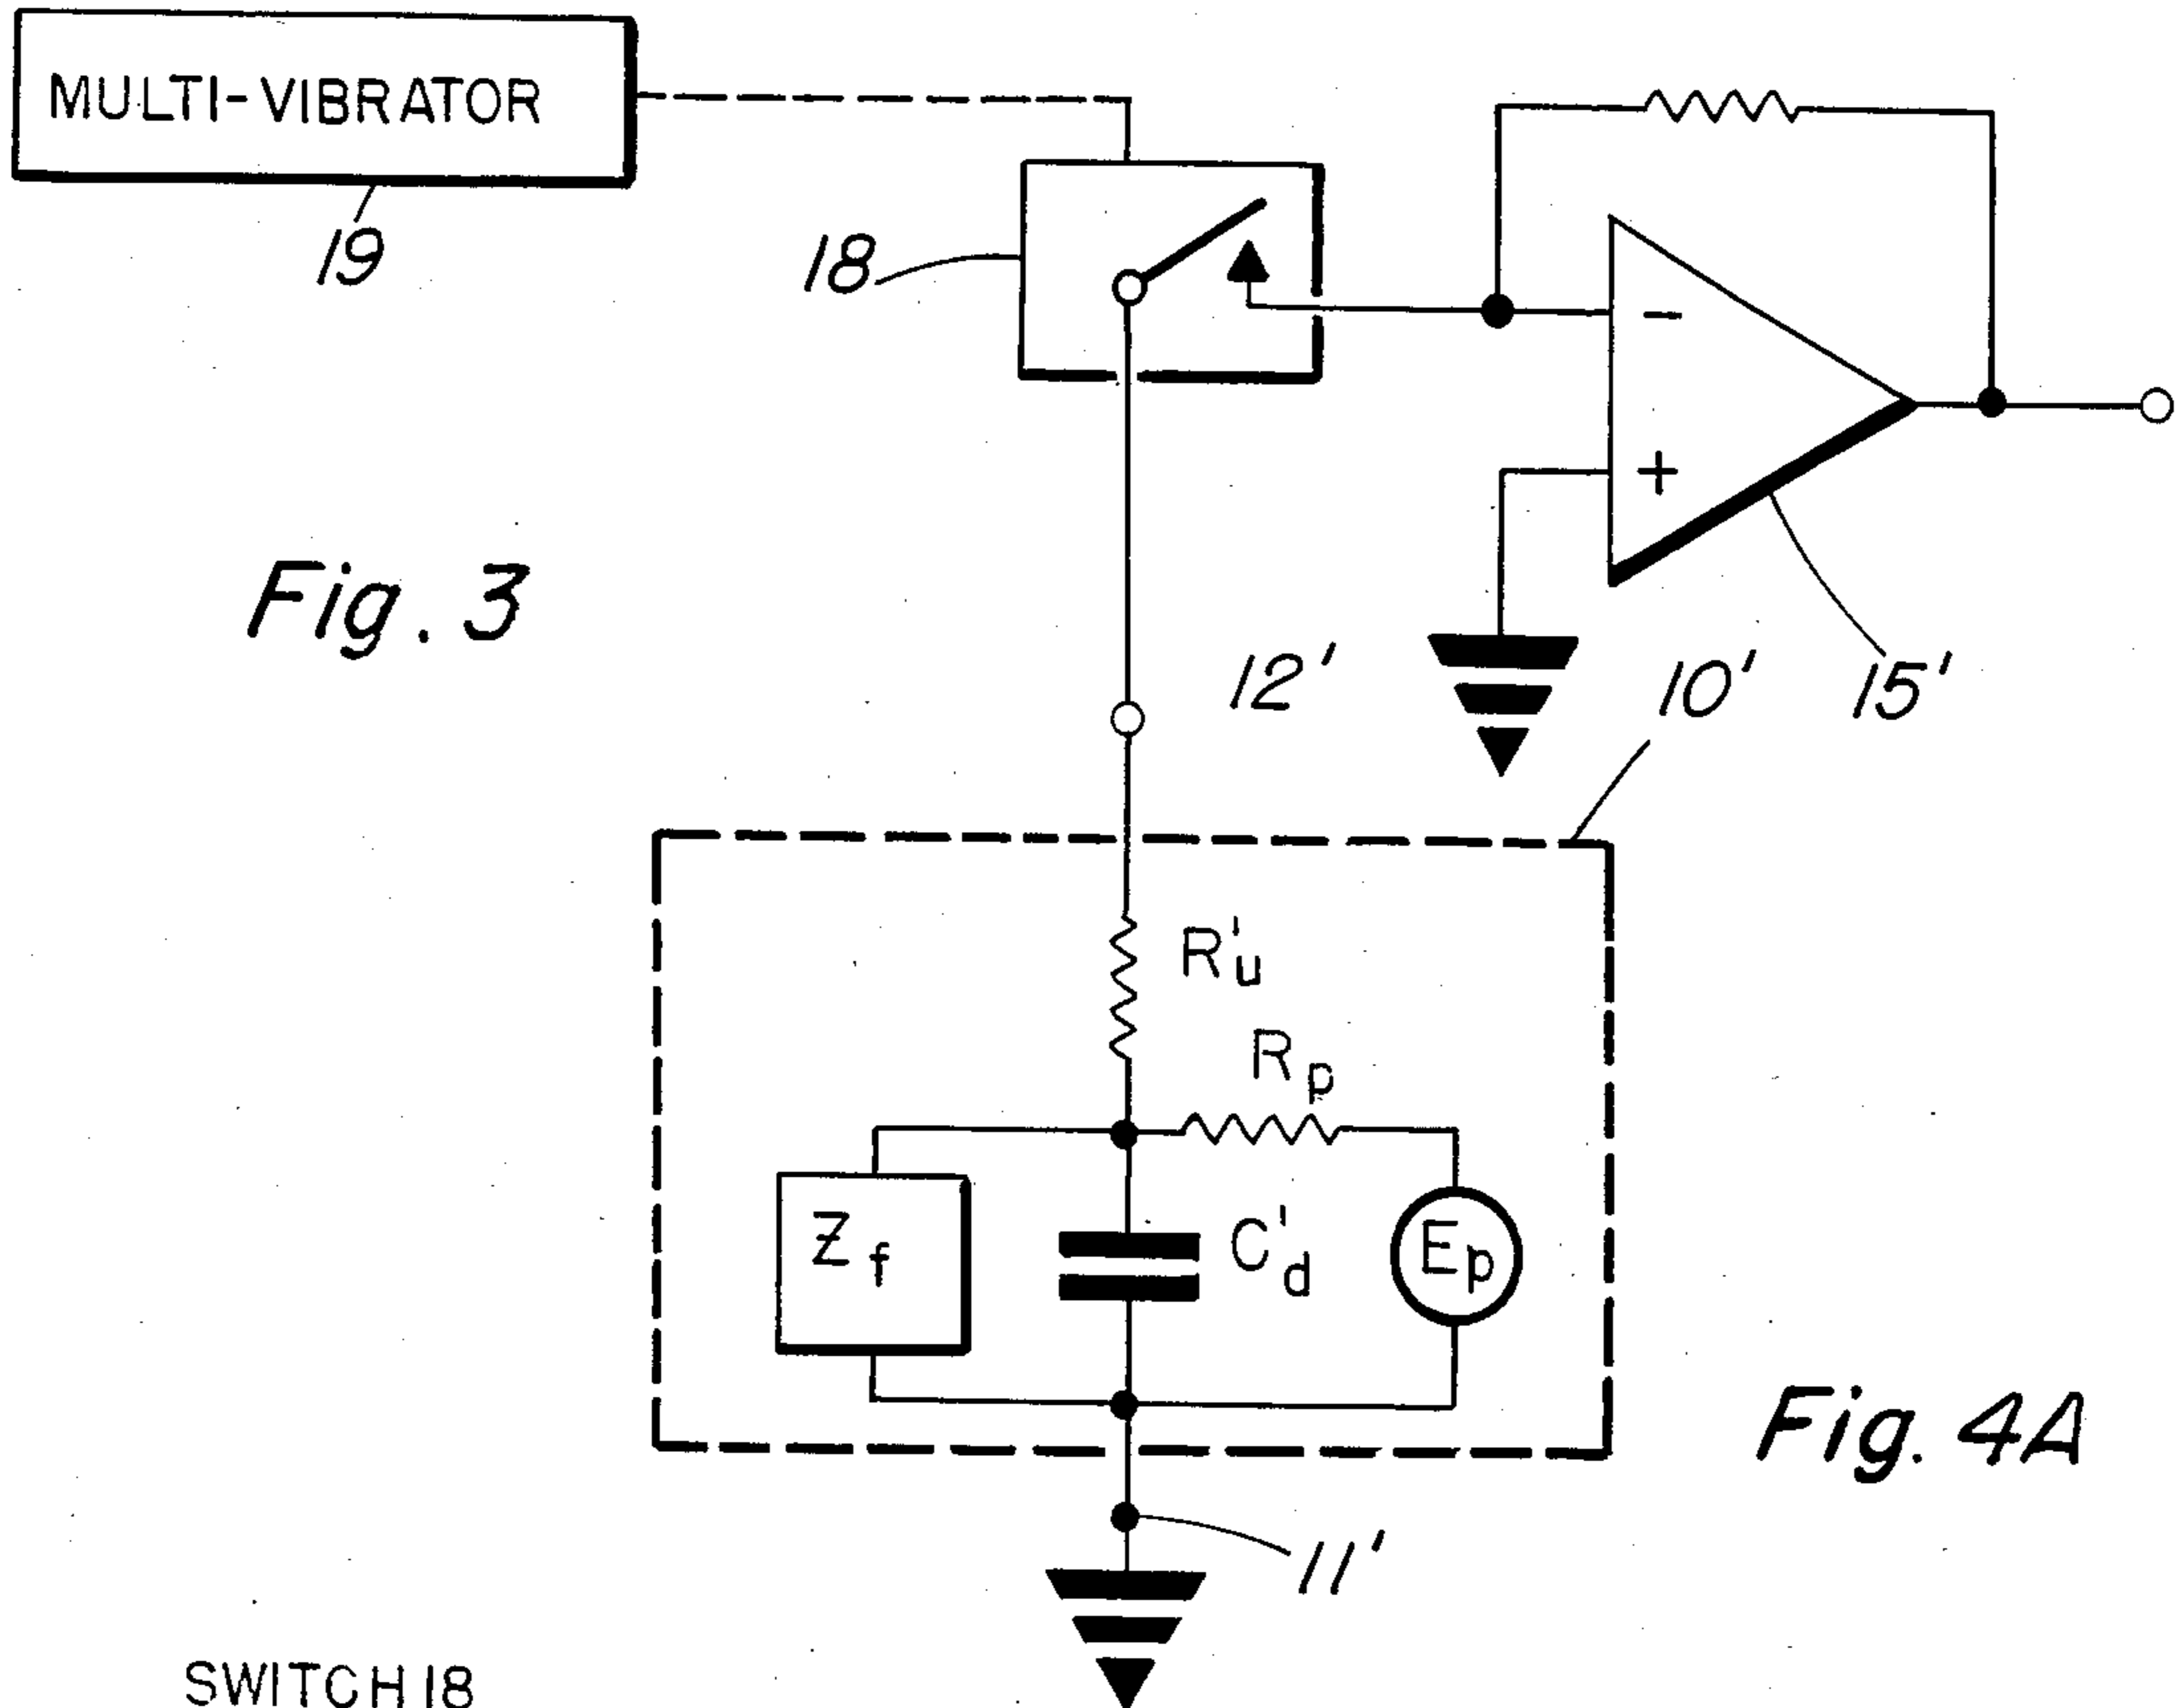 MULTI-VIBRATOR
19
18
-
+
Fig. 3
12'
10'
15'
R'u
Rp
Zf
C'd
Ep
Fig. 4A
11'
SWITCH 18